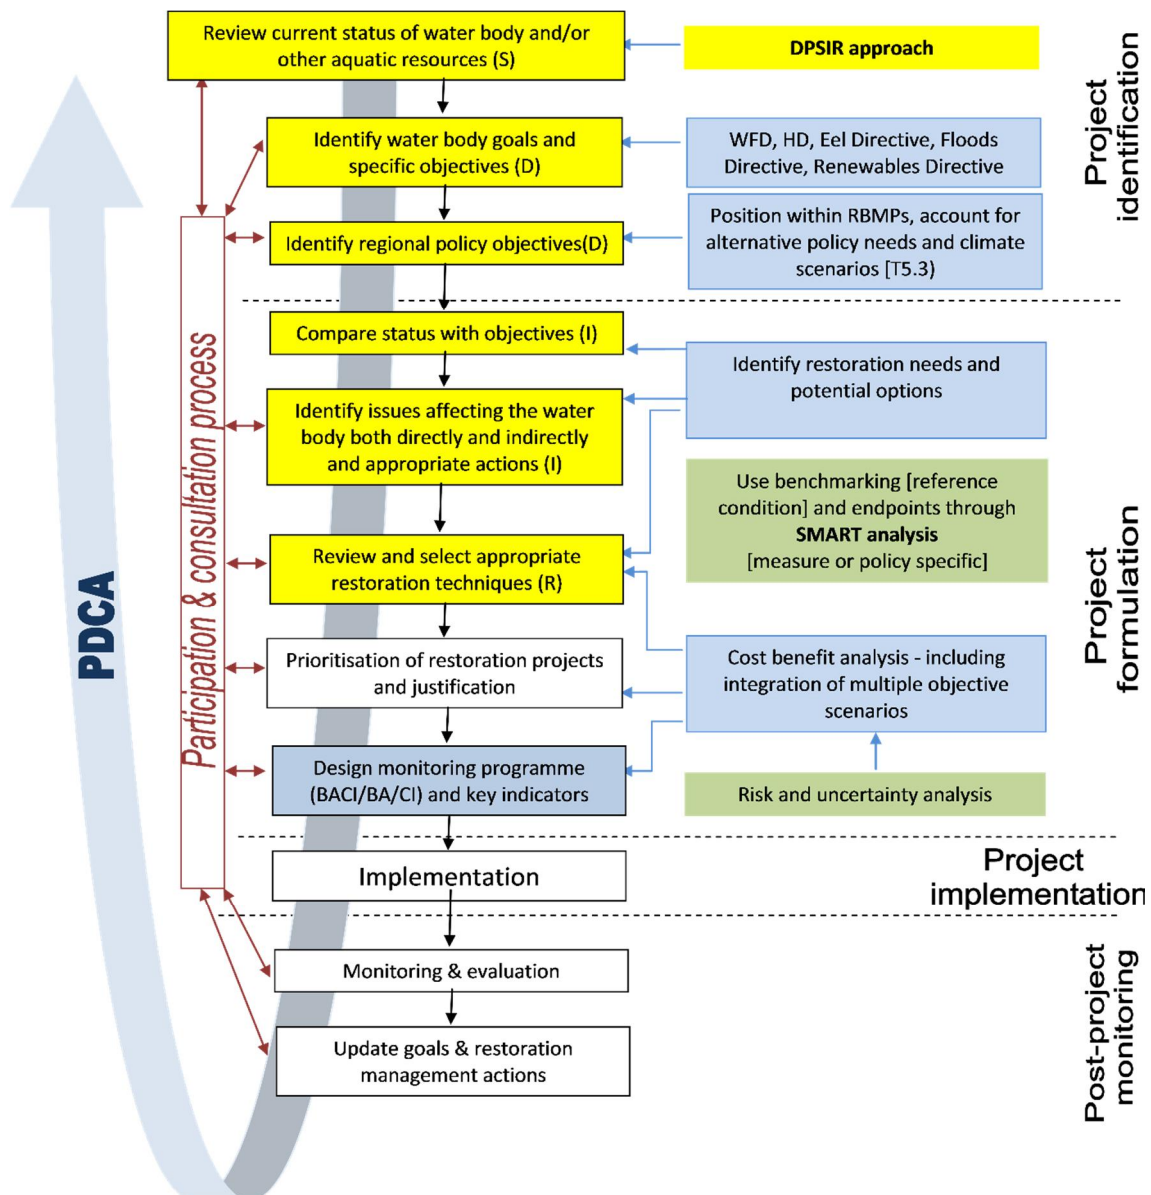 Review current status of water body and/or
other aquatic resources (S)
DPSIR approach
Project
identification
Identify water body goals and
specific objectives (D)
WFD, HD, Eel Directive, Floods
Directive, Renewables Directive
Identify regional policy objectives(D)
Position within RBMPs, account for
alternative policy needs and climate
scenarios [T5.3)
Compare status with objectives (I)
Identify restoration needs and
potential options
Identify issues affecting the water
body both directly and indirectly
and appropriate actions (I)
Use benchmarking [reference
condition] and endpoints through
SMART analysis
[measure or policy specific]
Project
formulation
Review and select appropriate
restoration techniques (R)
PDCA
Participation & consultation process
Prioritisation of restoration projects
and justification
Cost benefit analysis - including
integration of multiple objective
scenarios
Design monitoring programme
(BACI/BA/CI) and key indicators
Risk and uncertainty analysis
Implementation
Project
implementation
Monitoring & evaluation
Update goals & restoration
management actions
Post-project
monitoring